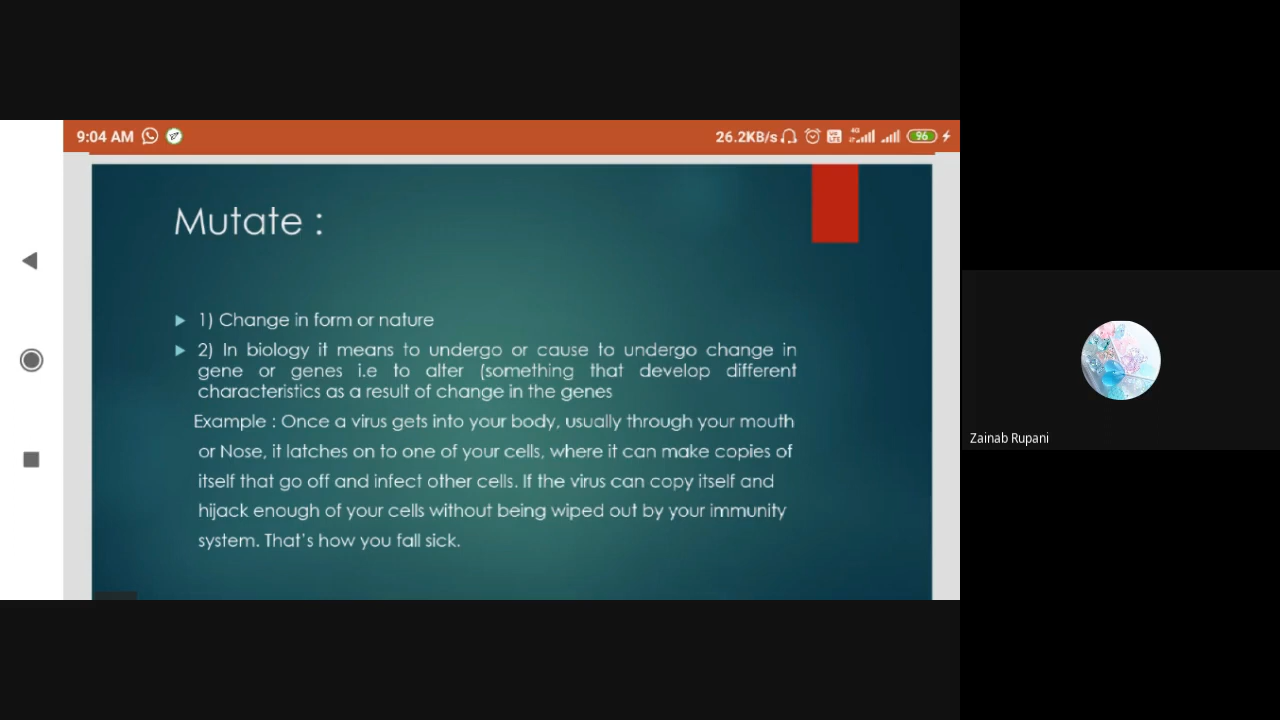 9:04 AM
26.2KB/s 4G 96
Mutate :
1) Change in form or nature
2) In biology it means to undergo or cause to undergo change in
gene or genes i.e to alter (something that develop different
characteristics as a result of change in the genes
Example : Once a virus gets into your body, usually through your mouth
or Nose, it latches on to one of your cells, where it can make copies of
itself that go off and infect other cells. If the virus can copy itself and
hijack enough of your cells without being wiped out by your immunity
system. That's how you fall sick.
Zainab Rupani